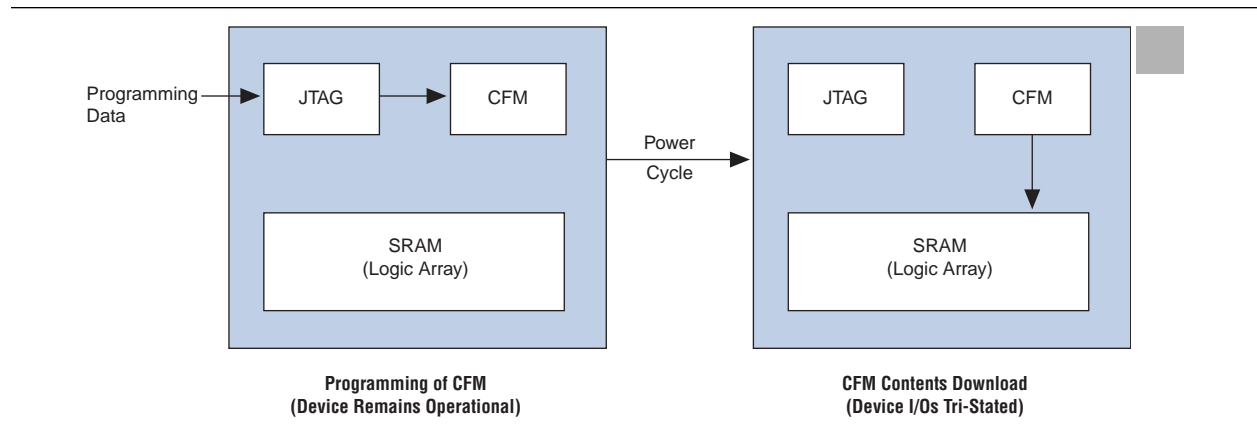 Programming
Data
JTAG
CFM
SRAM
(Logic Array)
Programming of CFM
(Device Remains Operational)
Power
Cycle
JTAG
CFM
SRAM
(Logic Array)
CFM Contents Download
(Device I/Os Tri-Stated)